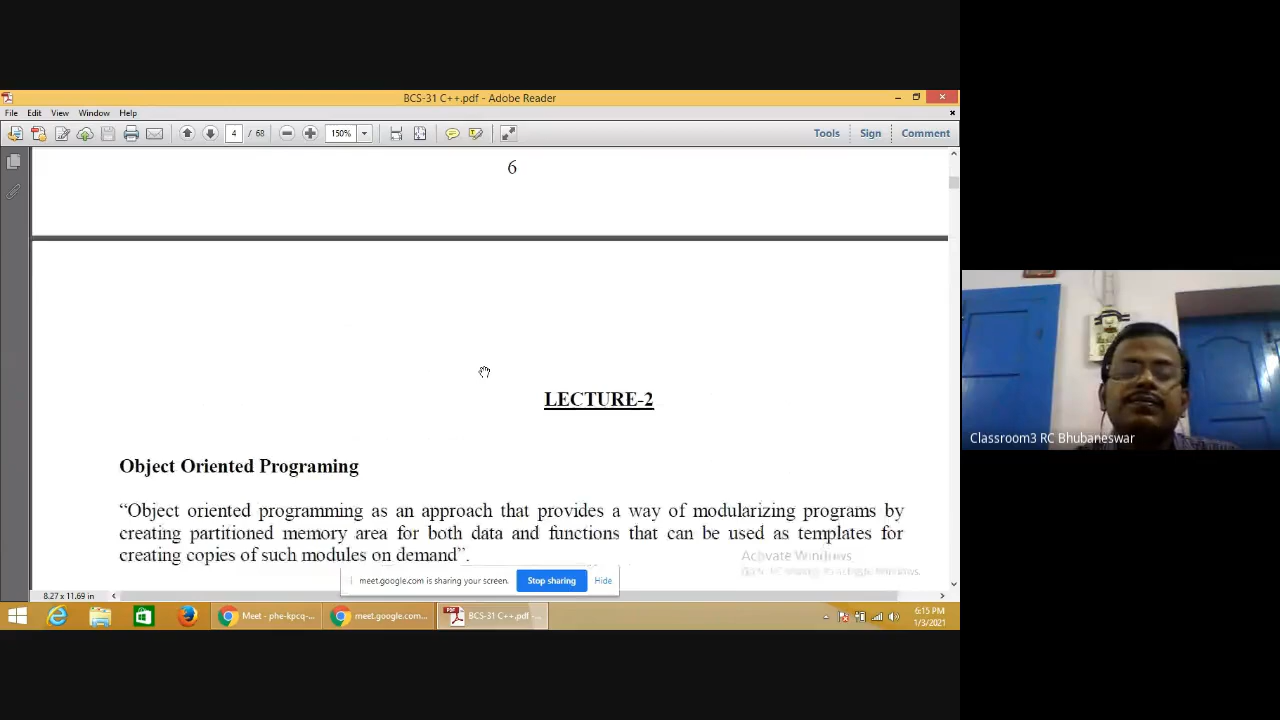 BCS-31 C++.pdf - Adobe Reader
File Edit View Window Help
4 / 68 150% Tools Sign Comment
6
LECTURE-2
Object Oriented Programing
“Object oriented programming as an approach that provides a way of modularizing programs by
creating partitioned memory area for both data and functions that can be used as templates for
creating copies of such modules on demand”.
Activate Windows
meet.google.com is sharing your screen. Stop sharing Hide
8.27 x 11.69 in
Meet - phe-kpcq-... meet.google.com... BCS-31 C++.pdf -... 6:15 PM
1/3/2021
Classroom3 RC Bhubaneswar